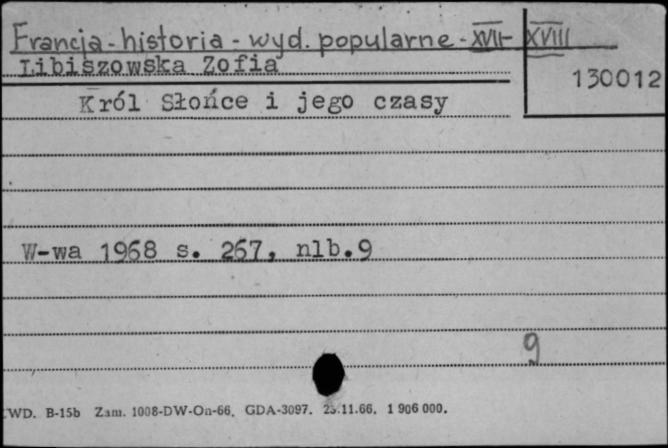 Francja - historia - wyd. popularne - XVII - XVIII
Libiszowska Zofia
130012
Król Słońce i jego czasy
W-wa 1968 s. 267, nlb.9
9
WD. B-15b Zam. 1008-DW-On-66. GDA-3097. 25.11.66. 1 906 000.